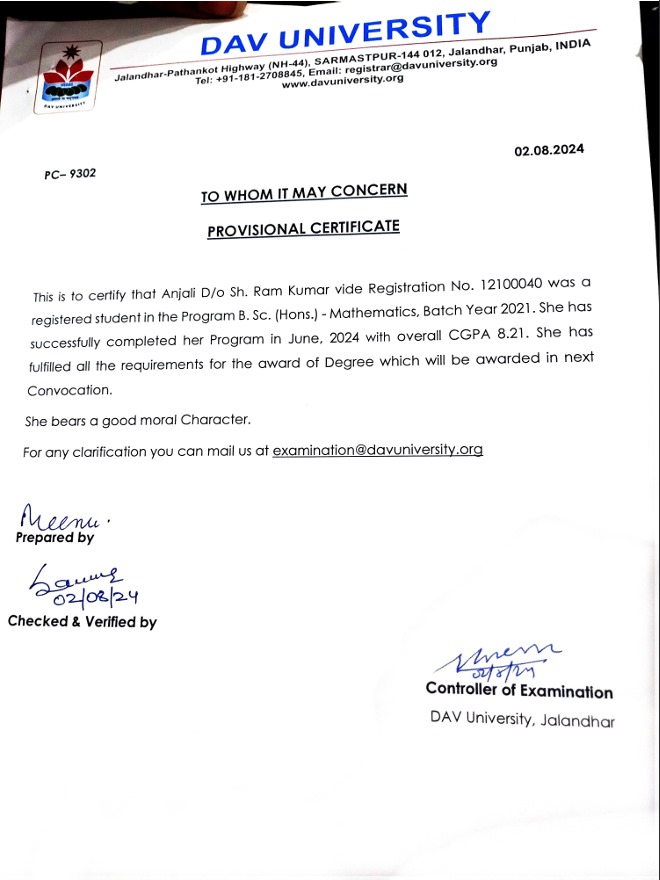 DAV UNIVERSITY
Jalandhar-Pathankot Highway (NH-44), SARMASTPUR-144 012, Jalandhar, Punjab, INDIA
Tel: +91-181-2708845, Email: registrar@davuniversity.org
www.davuniversity.org
DAV UNIVERSITY
02.08.2024
PC– 9302
TO WHOM IT MAY CONCERN
PROVISIONAL CERTIFICATE
This is to certify that Anjali D/o Sh. Ram Kumar vide Registration No. 12100040 was a
registered student in the Program B. Sc. (Hons.) - Mathematics, Batch Year 2021. She has
successfully completed her Program in June, 2024 with overall CGPA 8.21. She has
fulfilled all the requirements for the award of Degree which will be awarded in next
Convocation.
She bears a good moral Character.
For any clarification you can mail us at examination@davuniversity.org
Meenu.
Prepared by
02/08/24
Checked & Verified by
02/8/24
Controller of Examination
DAV University, Jalandhar